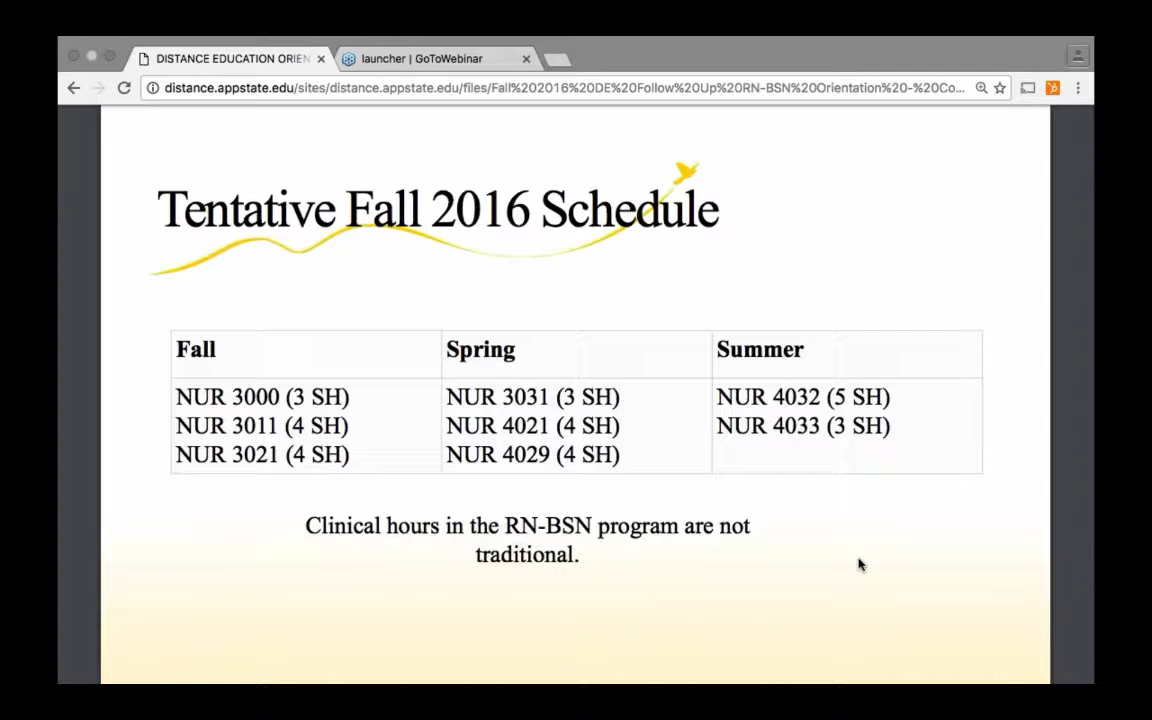 DISTANCE EDUCATION ORIEN
launcher | GoToWebinar
distance.appstate.edu/sites/distance.appstate.edu/files/Fall%202016%20DE%20Follow%20Up%20RN-BSN%20Orientation%20-%20Co...
Tentative Fall 2016 Schedule
Fall Spring Summer
NUR 3000 (3 SH) NUR 3031 (3 SH) NUR 4032 (5 SH)
NUR 3011 (4 SH) NUR 4021 (4 SH) NUR 4033 (3 SH)
NUR 3021 (4 SH) NUR 4029 (4 SH)
Clinical hours in the RN-BSN program are not
traditional.